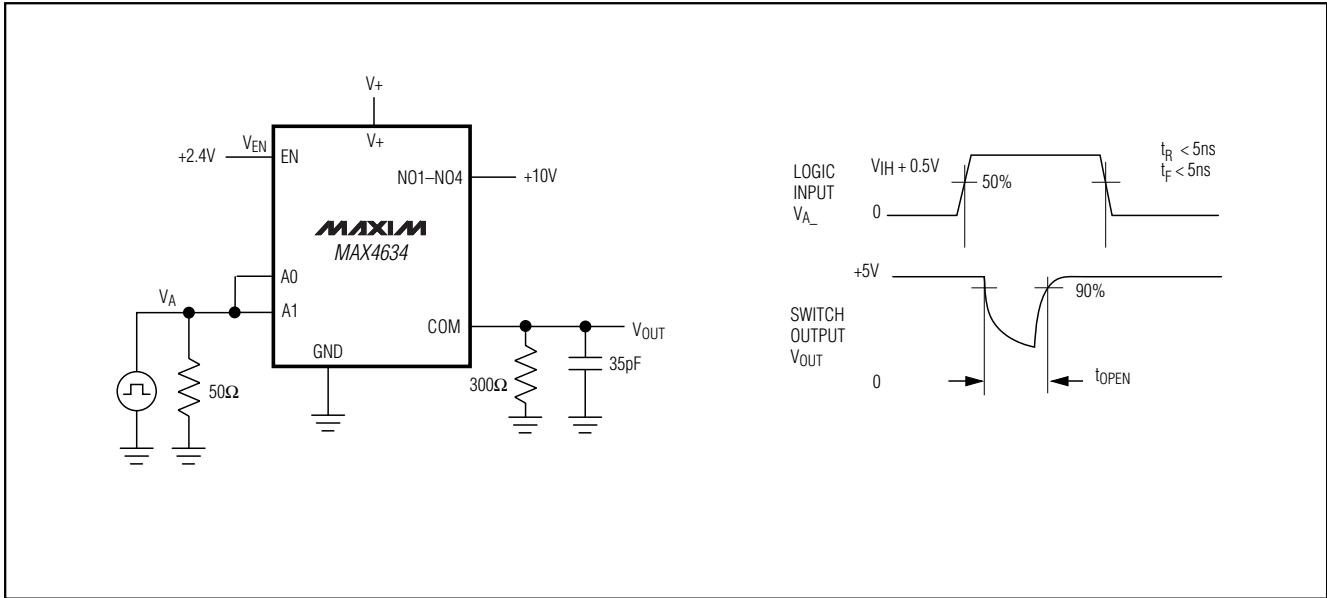 V+
V+
+2.4V
VEN
EN
NO1–NO4
+10V
MAXIM
MAX4634
A0
VA
A1
COM
VOUT
GND
50Ω
300Ω
35pF
LOGIC
INPUT
VA_
VIH + 0.5V
0
50%
tR < 5ns
tF < 5ns
+5V
90%
SWITCH
OUTPUT
VOUT
0
tOPEN